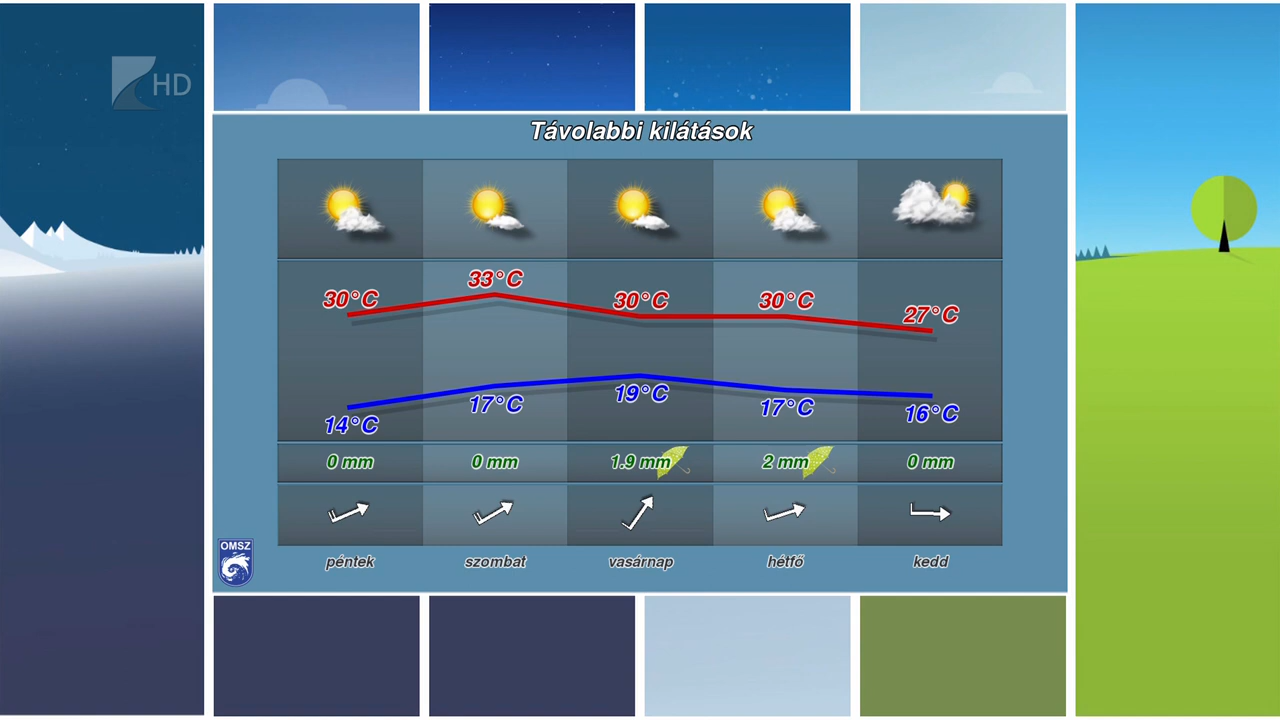 HD
Távolabbi kilátások
30°C 33°C 30°C 30°C 27°C
14°C 17°C 19°C 17°C 16°C
0 mm 0 mm 1.9 mm 2 mm 0 mm
OMSZ
péntek szombat vasárnap hétfő kedd